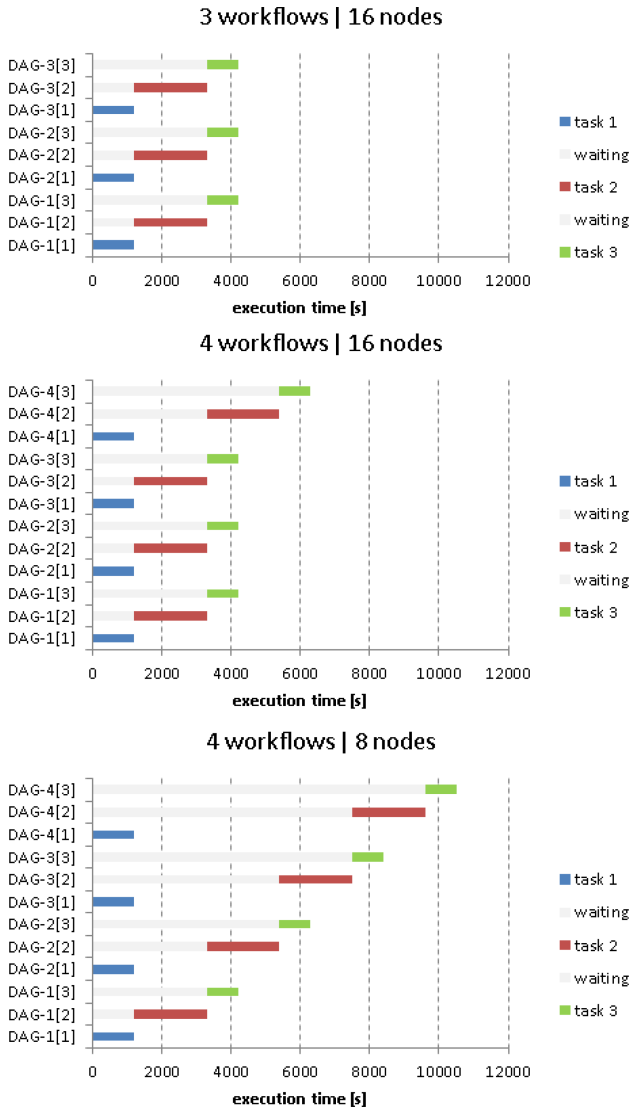 3 workflows | 16 nodes
DAG-3[3]
DAG-3[2]
DAG-3[1]
DAG-2[3]
DAG-2[2]
DAG-2[1]
DAG-1[3]
DAG-1[2]
DAG-1[1]
0 2000 4000 6000 8000 10000 12000
execution time [s]
task 1
waiting
task 2
waiting
task 3
4 workflows | 16 nodes
DAG-4[3]
DAG-4[2]
DAG-4[1]
DAG-3[3]
DAG-3[2]
DAG-3[1]
DAG-2[3]
DAG-2[2]
DAG-2[1]
DAG-1[3]
DAG-1[2]
DAG-1[1]
0 2000 4000 6000 8000 10000 12000
execution time [s]
task 1
waiting
task 2
waiting
task 3
4 workflows | 8 nodes
DAG-4[3]
DAG-4[2]
DAG-4[1]
DAG-3[3]
DAG-3[2]
DAG-3[1]
DAG-2[3]
DAG-2[2]
DAG-2[1]
DAG-1[3]
DAG-1[2]
DAG-1[1]
0 2000 4000 6000 8000 10000 12000
execution time [s]
task 1
waiting
task 2
waiting
task 3